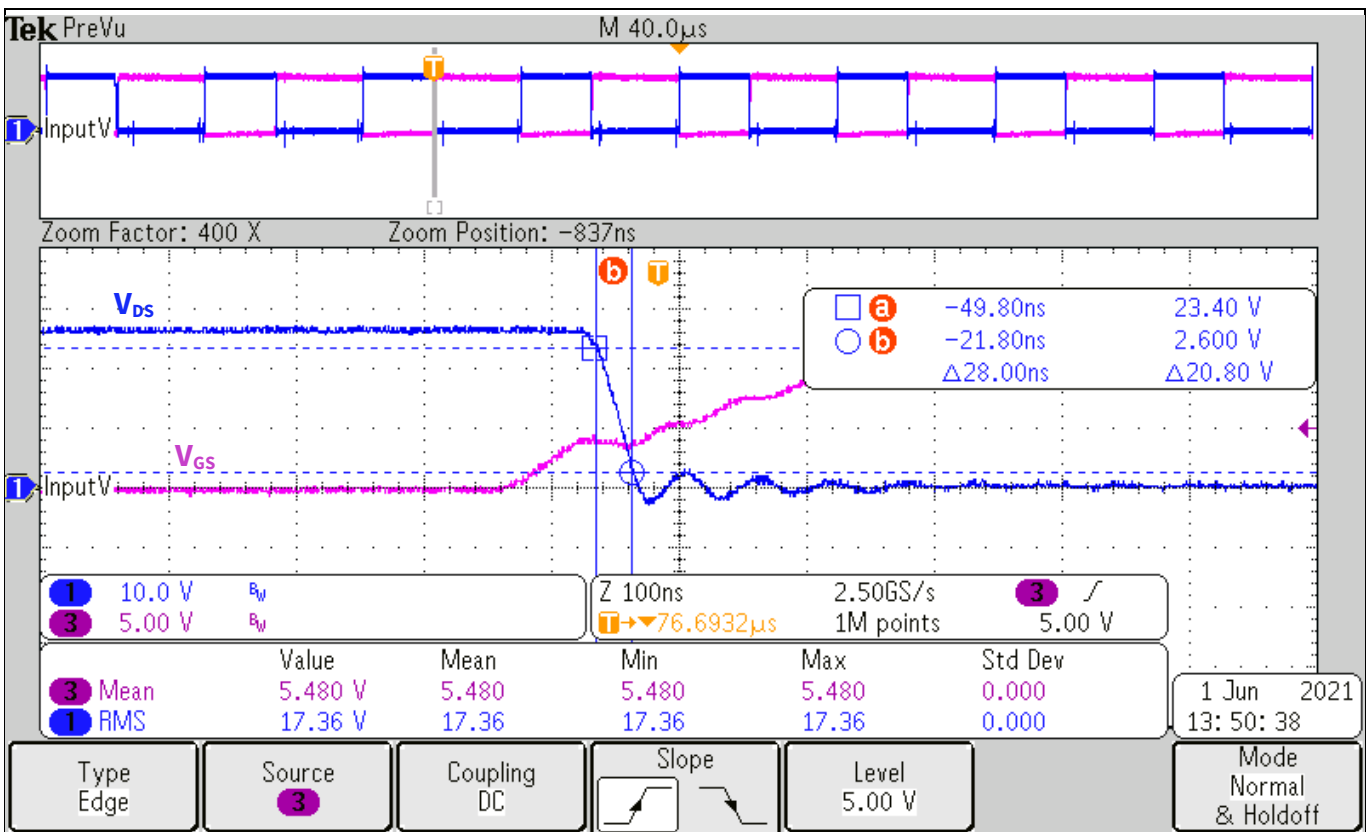 Tek PreVu M 40.0µs
T
1 InputV
Zoom Factor: 400 X Zoom Position: -837ns
b T
VDS
a -49.80ns 23.40 V
b -21.80ns 2.600 V
Δ28.00ns Δ20.80 V
VGS
1 InputV
1 10.0 V BW
3 5.00 V BW
Z 100ns 2.50GS/s 3
T→▼76.6932µs 1M points 5.00 V
Value Mean Min Max Std Dev
3 Mean 5.480 V 5.480 5.480 5.480 0.000
1 RMS 17.36 V 17.36 17.36 17.36 0.000
1 Jun 2021
13:50:38
Type
Edge
Source
3
Coupling
DC
Slope
Level
5.00 V
Mode
Normal
& Holdoff